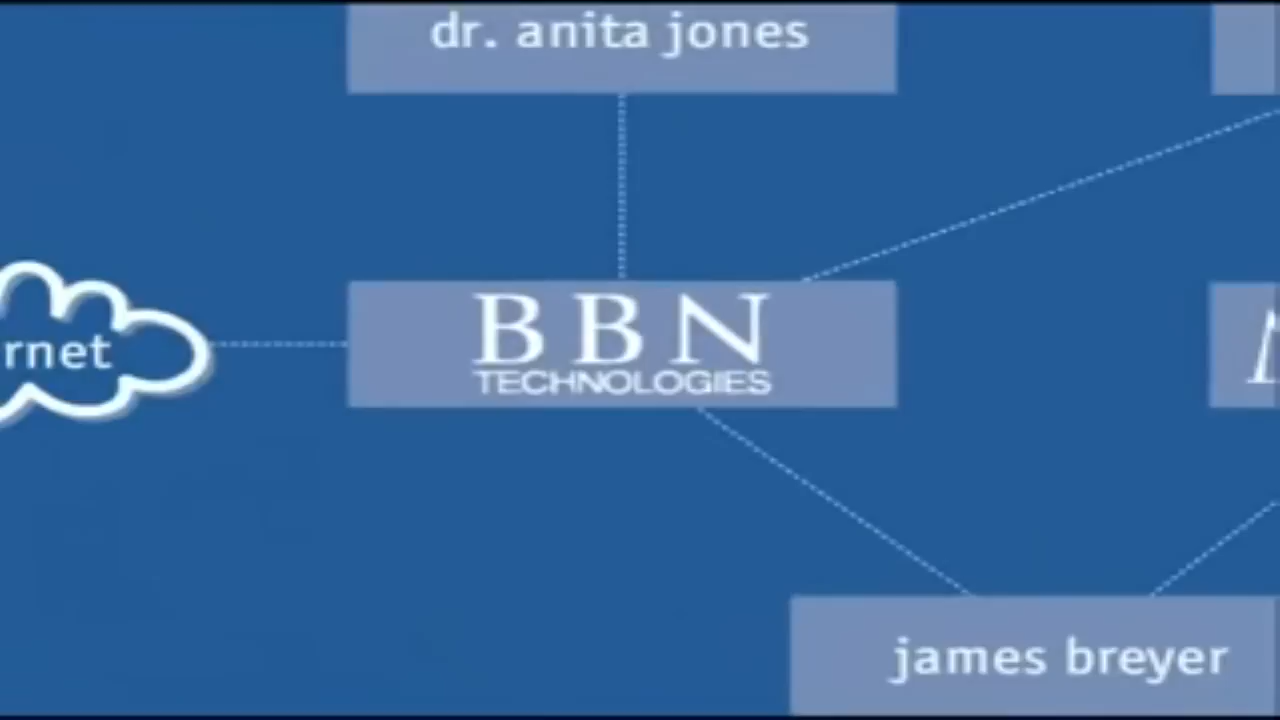 dr. anita jones
rnet
BBN
TECHNOLOGIES
james breyer